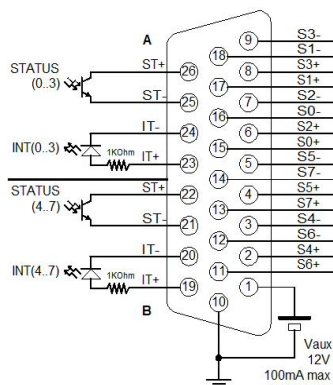 A
9 S3-
18 S1-
STATUS (0..3) ST+ 26 8 S3+
17 S1+
ST- 25 7 S2-
16 S0-
IT- 24 6 S2+
INT(0..3) 15 S0+
1KOhm IT+ 23 5 S5-
14 S7-
STATUS (4..7) ST+ 22 4 S5+
13 S7+
ST- 21 3 S4-
12 S6-
IT- 20 2 S4+
INT(4..7) 11 S6+
1KOhm IT+ 19 1
B 10
Vaux
12V
100mA max